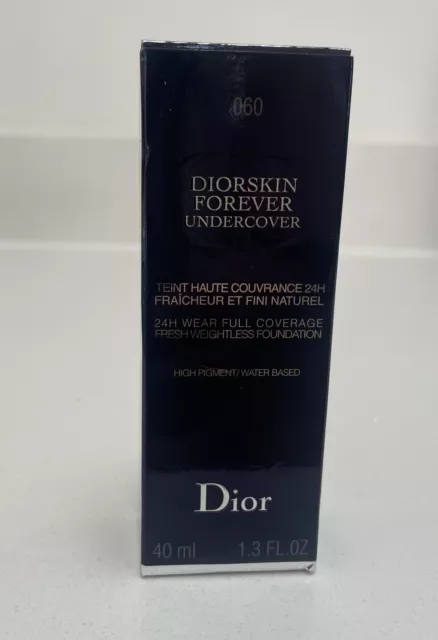 060
DIORSKIN
FOREVER
UNDERCOVER
TEINT HAUTE COUVRANCE 24H
FRAÎCHEUR ET FINI NATUREL
24H WEAR FULL COVERAGE
FRESH WEIGHTLESS FOUNDATION
HIGH PIGMENT/WATER BASED
Dior
40 ml 1.3 FL.OZ